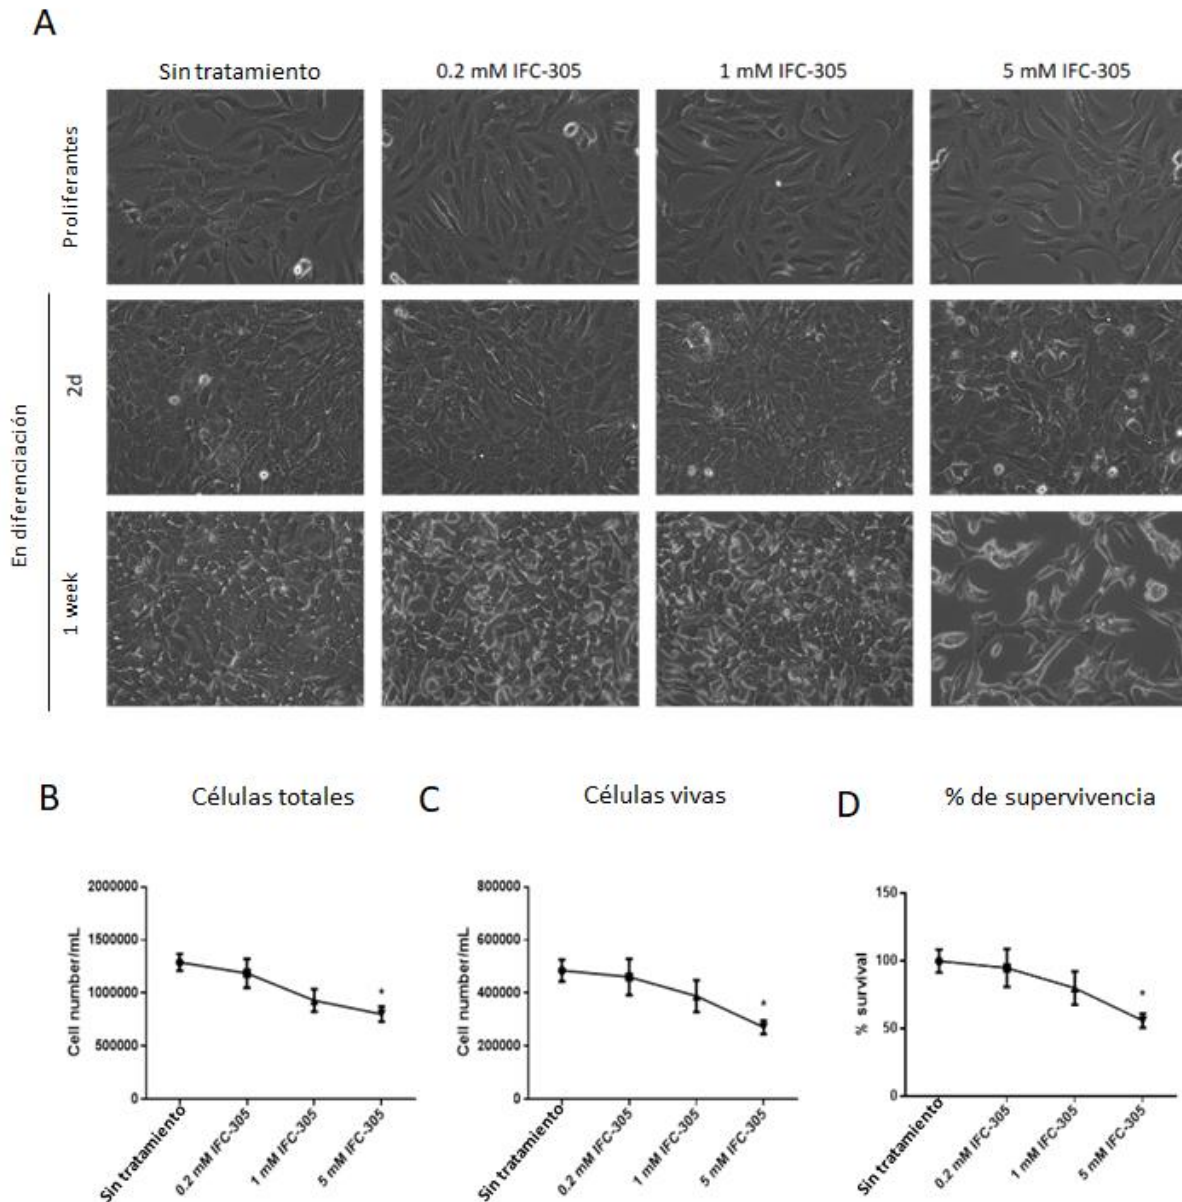 A
Sin tratamiento
0.2 mM IFC-305
1 mM IFC-305
5 mM IFC-305
Proliferantes
En diferenciación
2d
1 week
B
Células totales
Cell number/mL
2000000
1500000
1000000
500000
0
*
Sin tratamiento
0.2 mM IFC-305
1 mM IFC-305
5 mM IFC-305
C
Células vivas
Cell number/mL
800000
600000
400000
200000
0
*
Sin tratamiento
0.2 mM IFC-305
1 mM IFC-305
5 mM IFC-305
D
% de supervivencia
% survival
150
100
50
0
*
Sin tratamiento
0.2 mM IFC-305
1 mM IFC-305
5 mM IFC-305